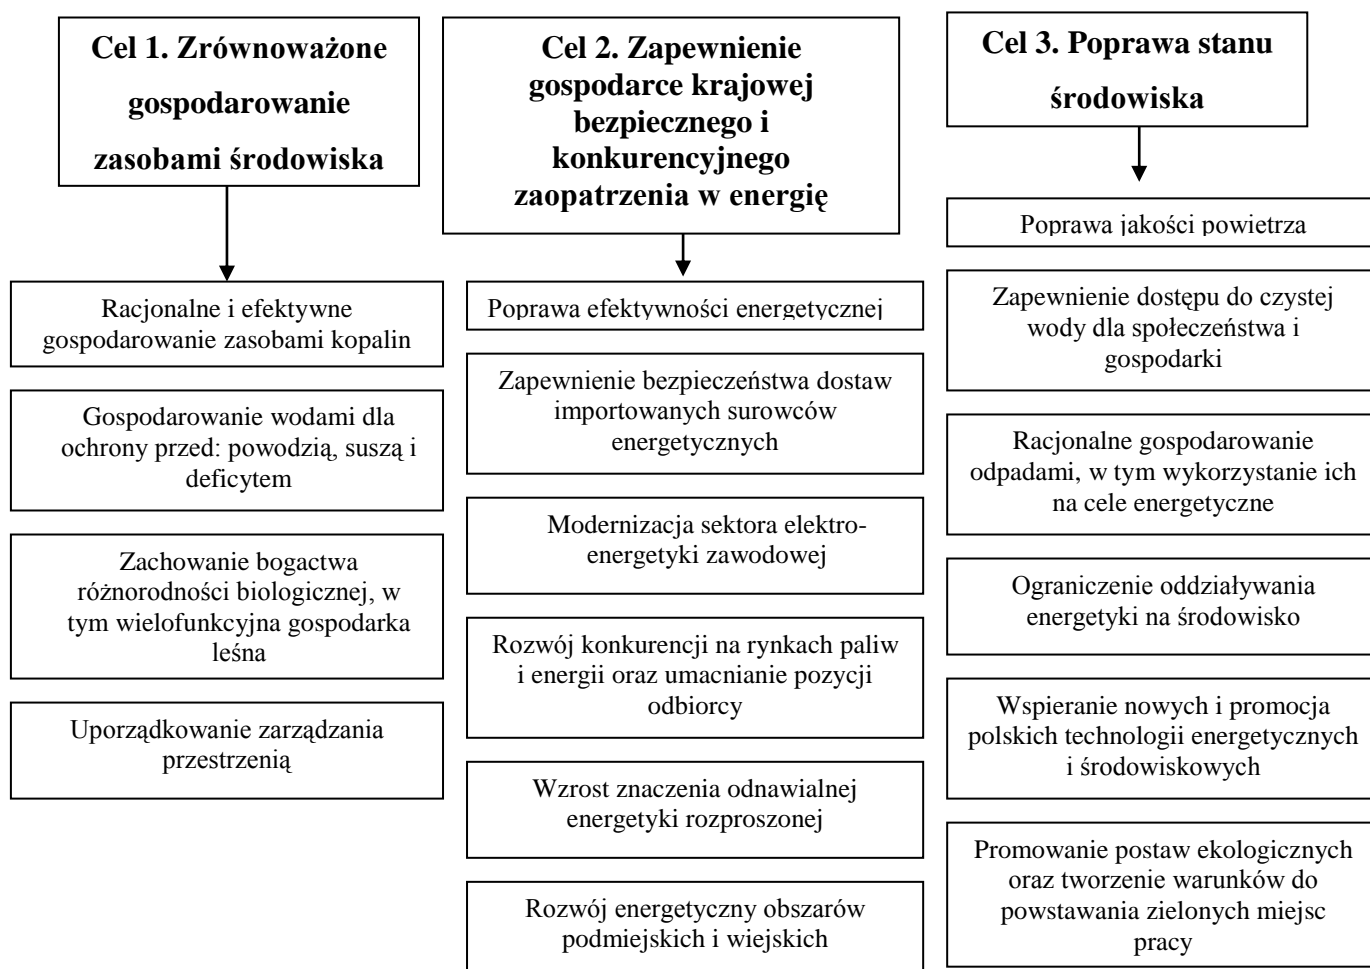 Cel 1. Zrównoważone
gospodarowanie
zasobami środowiska
Racjonalne i efektywne
gospodarowanie zasobami kopalin
Gospodarowanie wodami dla
ochrony przed: powodzią, suszą i
deficytem
Zachowanie bogactwa
różnorodności biologicznej, w
tym wielofunkcyjna gospodarka
leśna
Uporządkowanie zarządzania
przestrzenią
Cel 2. Zapewnienie
gospodarce krajowej
bezpiecznego i
konkurencyjnego
zaopatrzenia w energię
Poprawa efektywności energetycznej
Zapewnienie bezpieczeństwa dostaw
importowanych surowców
energetycznych
Modernizacja sektora elektro-
energetyki zawodowej
Rozwój konkurencji na rynkach paliw
i energii oraz umacnianie pozycji
odbiorcy
Wzrost znaczenia odnawialnej
energetyki rozproszonej
Rozwój energetyczny obszarów
podmiejskich i wiejskich
Cel 3. Poprawa stanu
środowiska
Poprawa jakości powietrza
Zapewnienie dostępu do czystej
wody dla społeczeństwa i
gospodarki
Racjonalne gospodarowanie
odpadami, w tym wykorzystanie ich
na cele energetyczne
Ograniczenie oddziaływania
energetyki na środowisko
Wspieranie nowych i promocja
polskich technologii energetycznych
i środowiskowych
Promowanie postaw ekologicznych
oraz tworzenie warunków do
powstawania zielonych miejsc
pracy